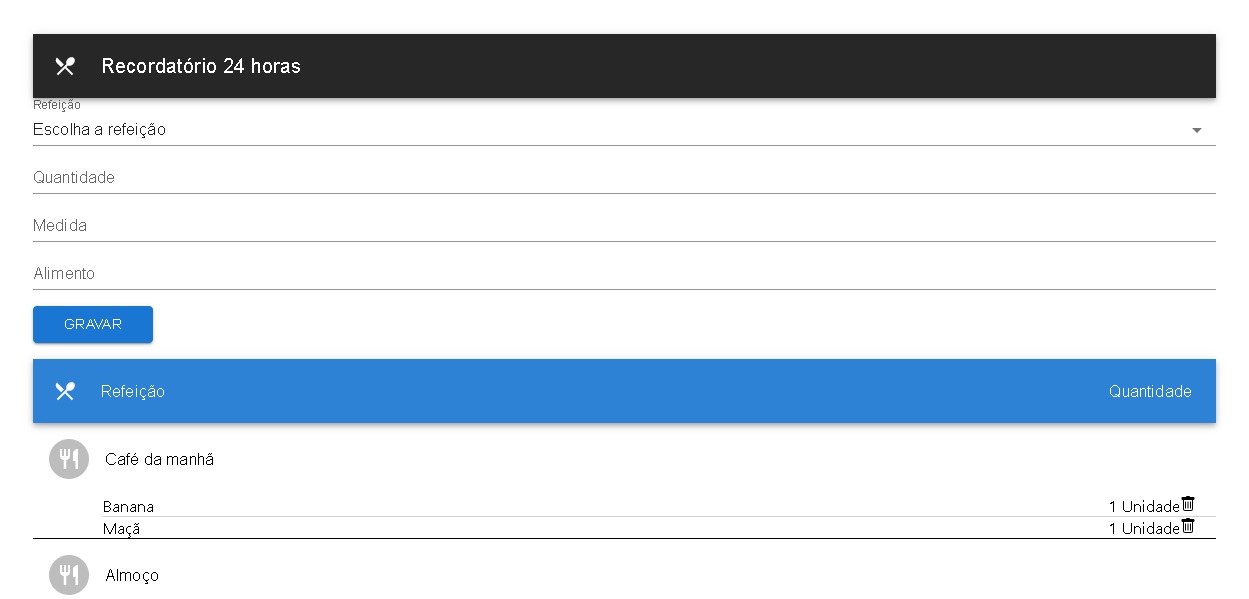 Recordatório 24 horas
Refeição
Escolha a refeição
Quantidade
Medida
Alimento
GRAVAR
Refeição Quantidade
Café da manhã
Banana 1 Unidade
Maçã 1 Unidade
Almoço